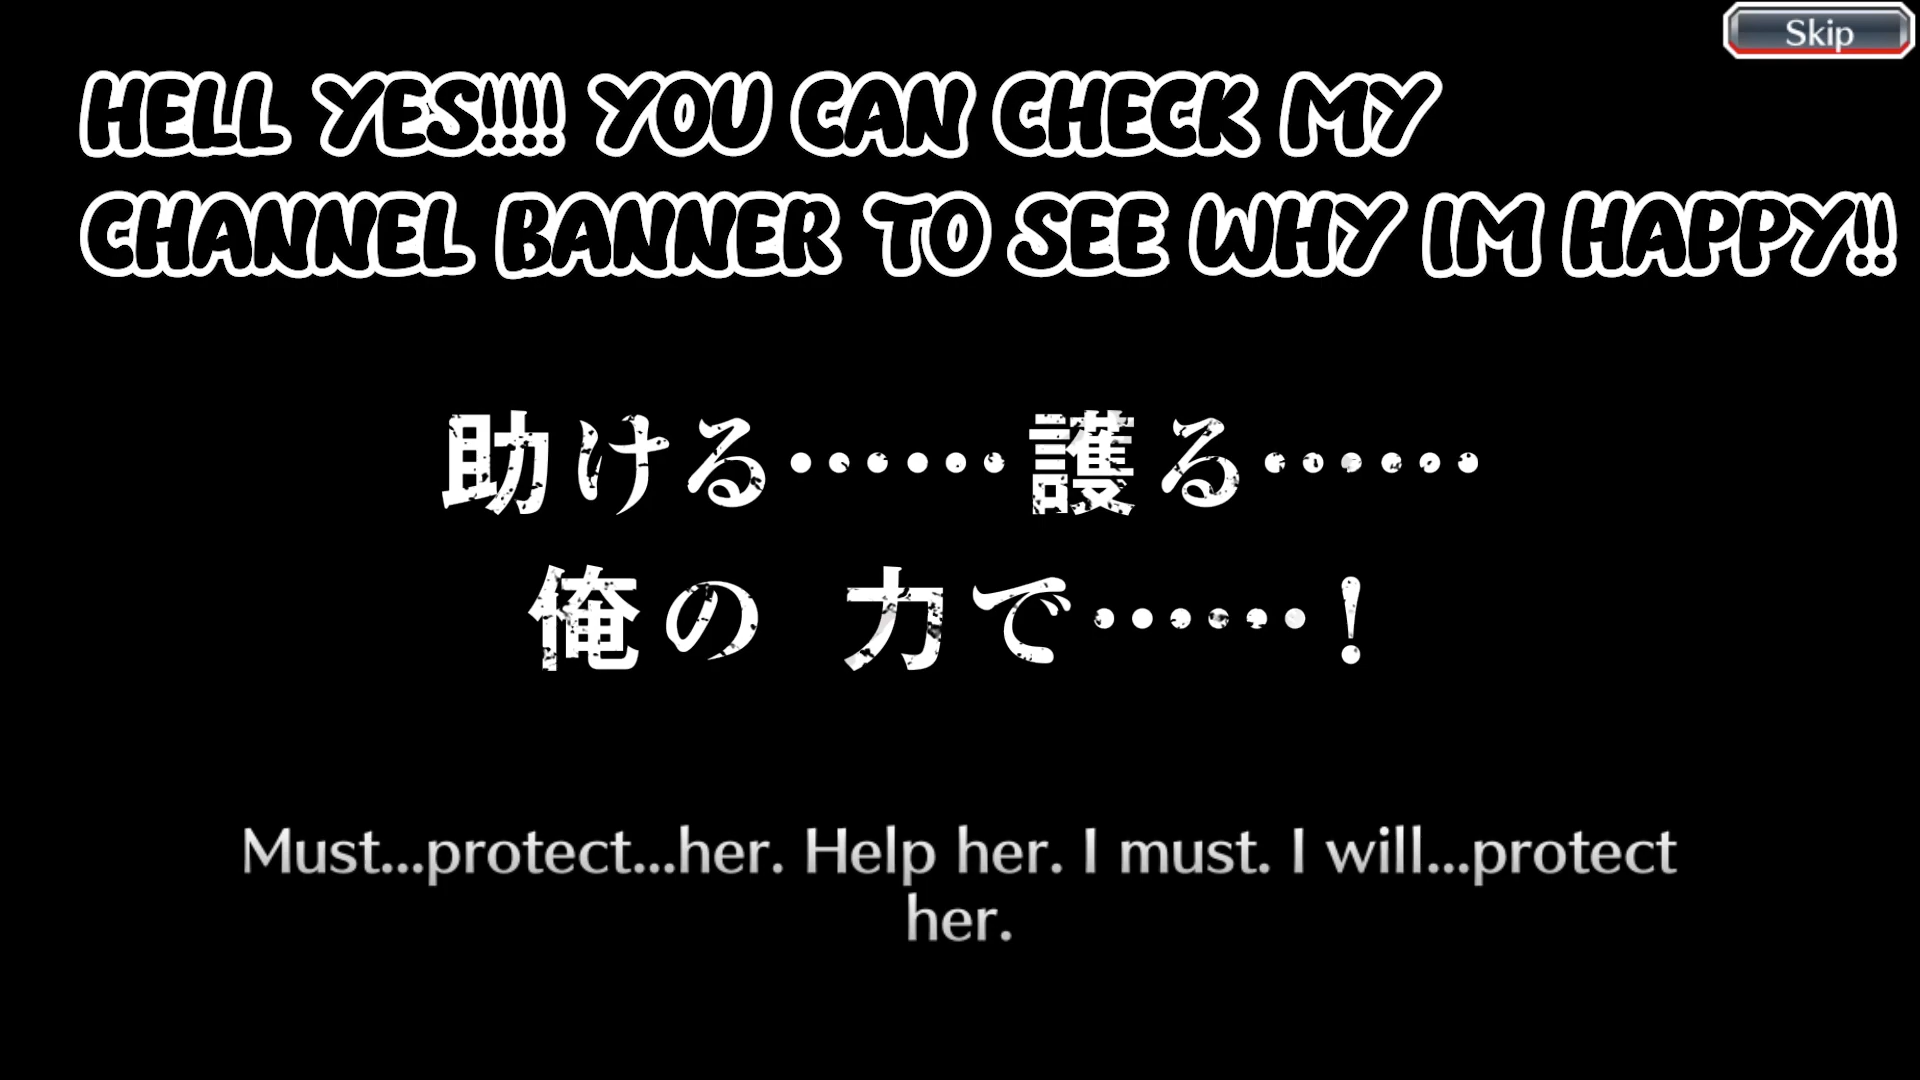 Skip
HELL YES!!!! YOU CAN CHECK MY
CHANNEL BANNER TO SEE WHY IM HAPPY!!
助ける……護る……
俺の 力で……！
Must...protect...her. Help her. I must. I will...protect
her.